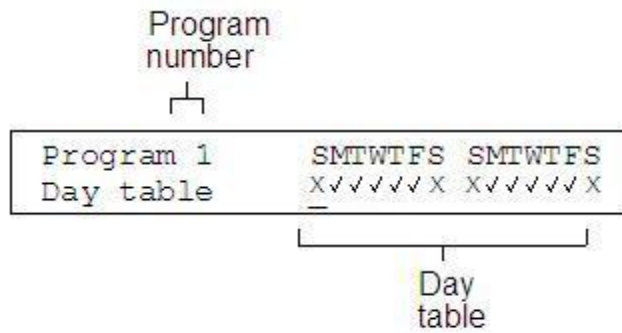 Program
number
Program 1 SMTWTFS SMTWTFS
Day table X✓✓✓✓✓X X✓✓✓✓✓X
Day
table